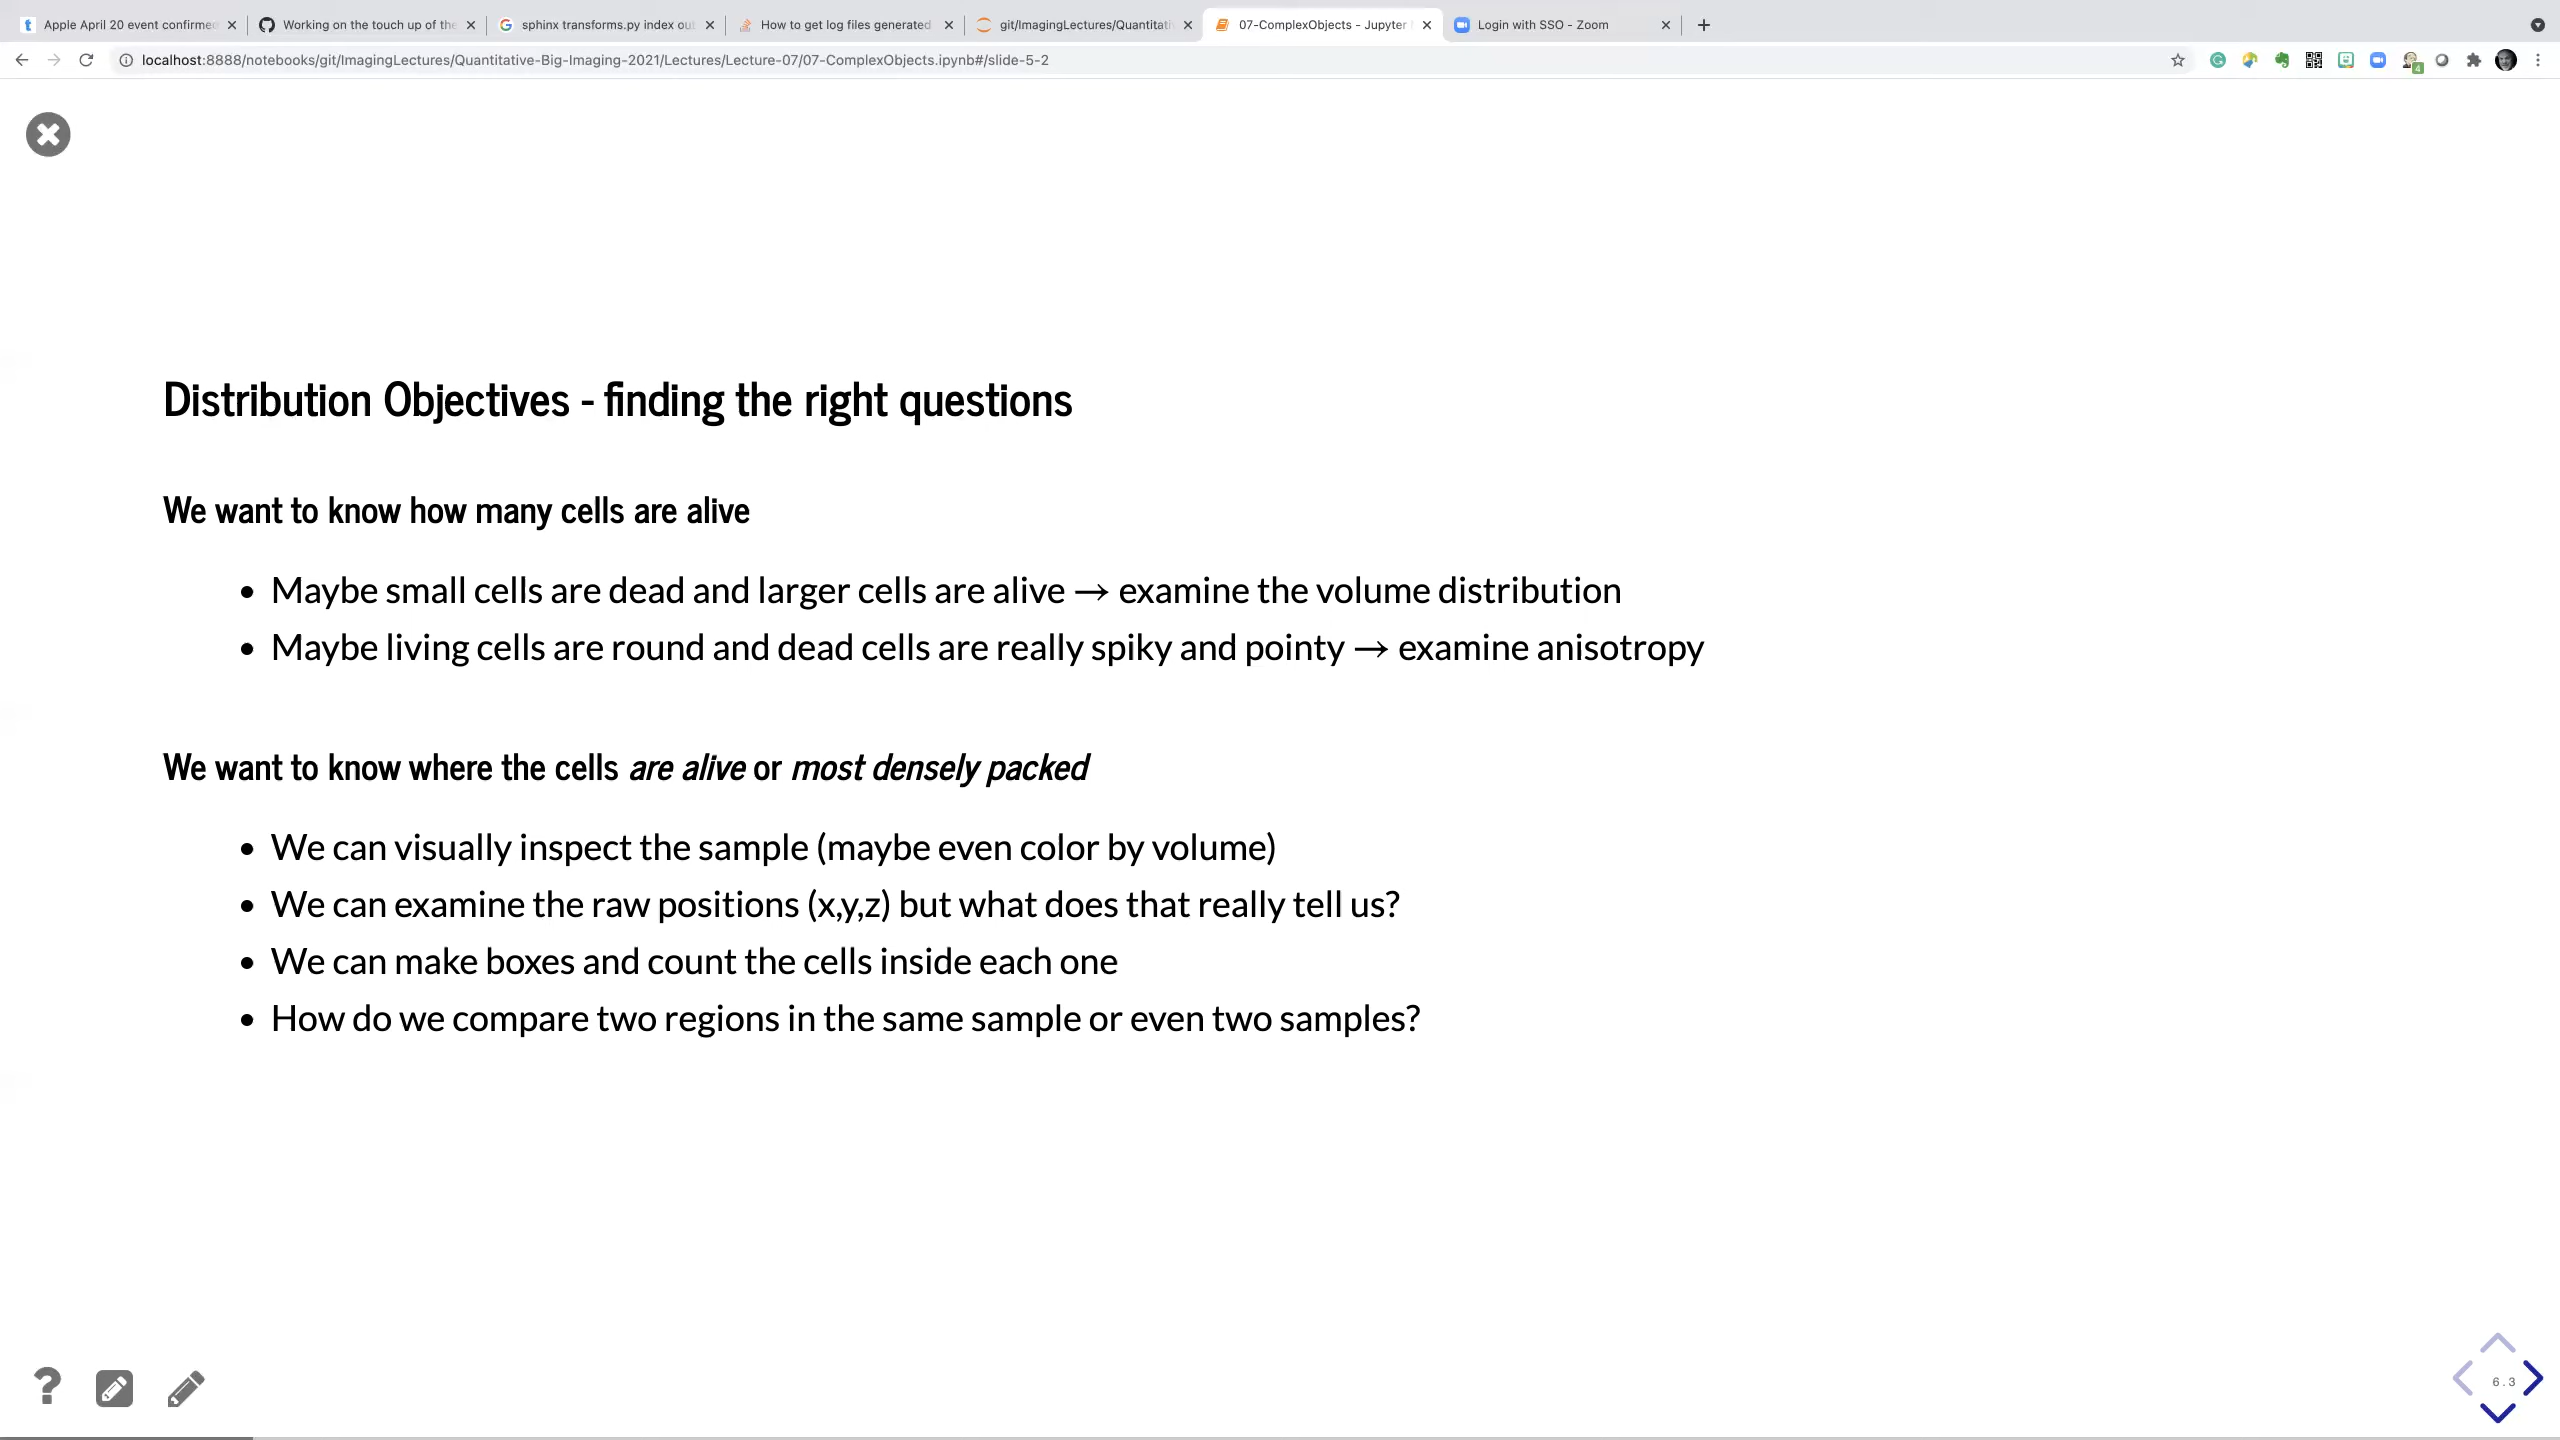 Apple April 20 event confirmed
Working on the touch up of the
sphinx transforms.py index out
How to get log files generated
git/ImagingLectures/Quantitati
07-ComplexObjects - Jupyter
Login with SSO - Zoom
localhost:8888/notebooks/git/ImagingLectures/Quantitative-Big-Imaging-2021/Lectures/Lecture-07/07-ComplexObjects.ipynb#/slide-5-2
4
Distribution Objectives - finding the right questions
We want to know how many cells are alive
• Maybe small cells are dead and larger cells are alive → examine the volume distribution
• Maybe living cells are round and dead cells are really spiky and pointy → examine anisotropy
We want to know where the cells are alive or most densely packed
• We can visually inspect the sample (maybe even color by volume)
• We can examine the raw positions (x,y,z) but what does that really tell us?
• We can make boxes and count the cells inside each one
• How do we compare two regions in the same sample or even two samples?
?
6.3